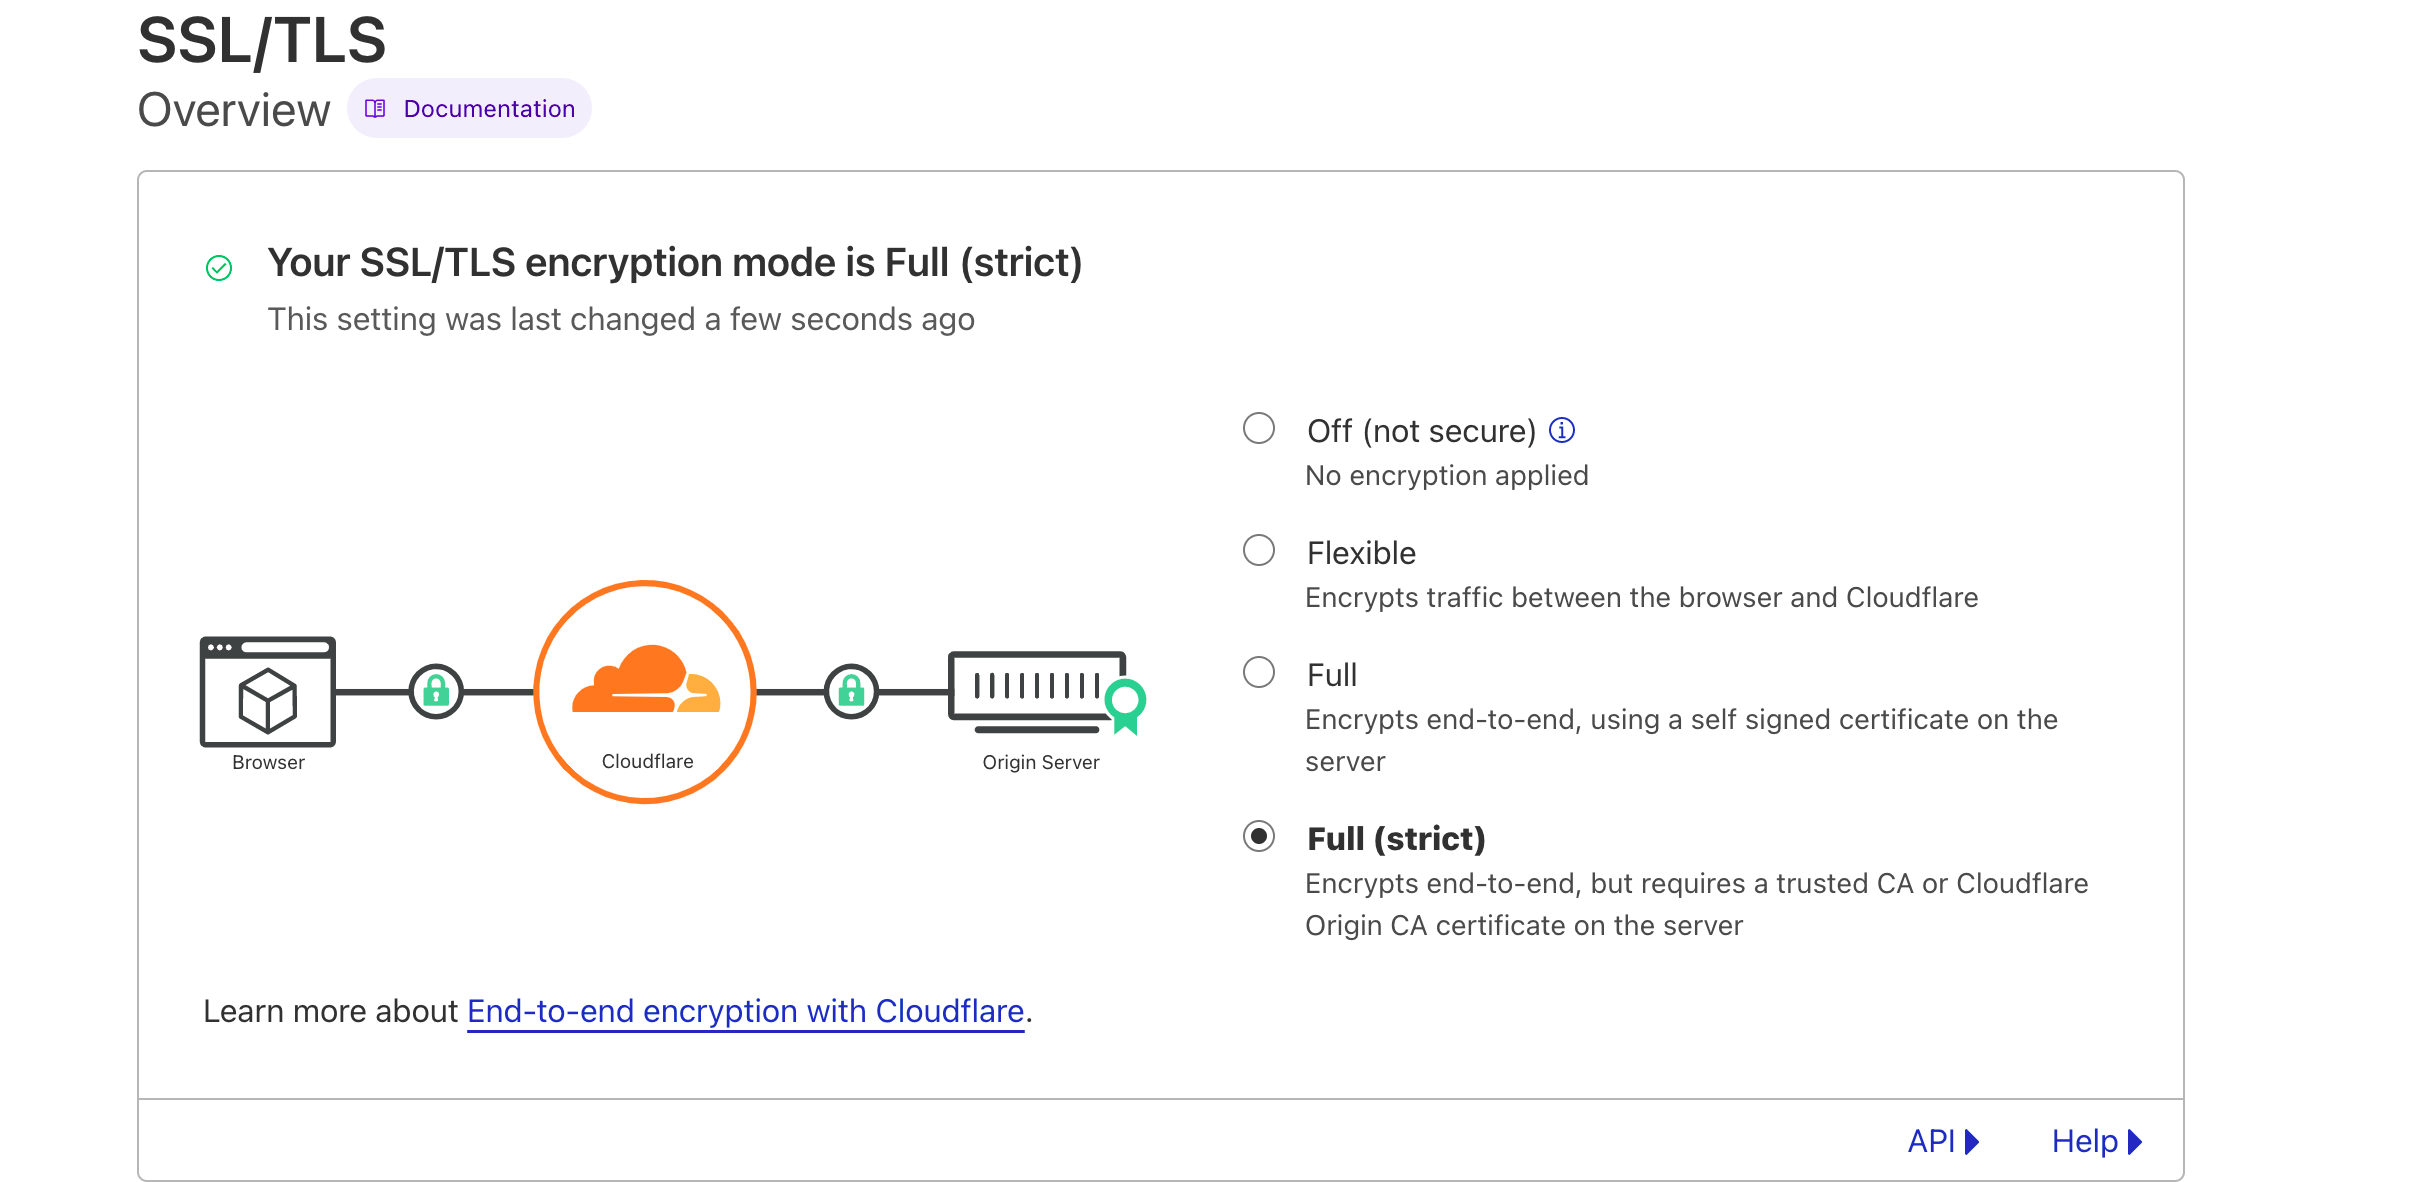 SSL/TLS
Overview
Documentation
Your SSL/TLS encryption mode is Full (strict)
This setting was last changed a few seconds ago
Browser
Cloudflare
Origin Server
Off (not secure)
No encryption applied
Flexible
Encrypts traffic between the browser and Cloudflare
Full
Encrypts end-to-end, using a self signed certificate on the
server
Full (strict)
Encrypts end-to-end, but requires a trusted CA or Cloudflare
Origin CA certificate on the server
Learn more about End-to-end encryption with Cloudflare.
API
Help